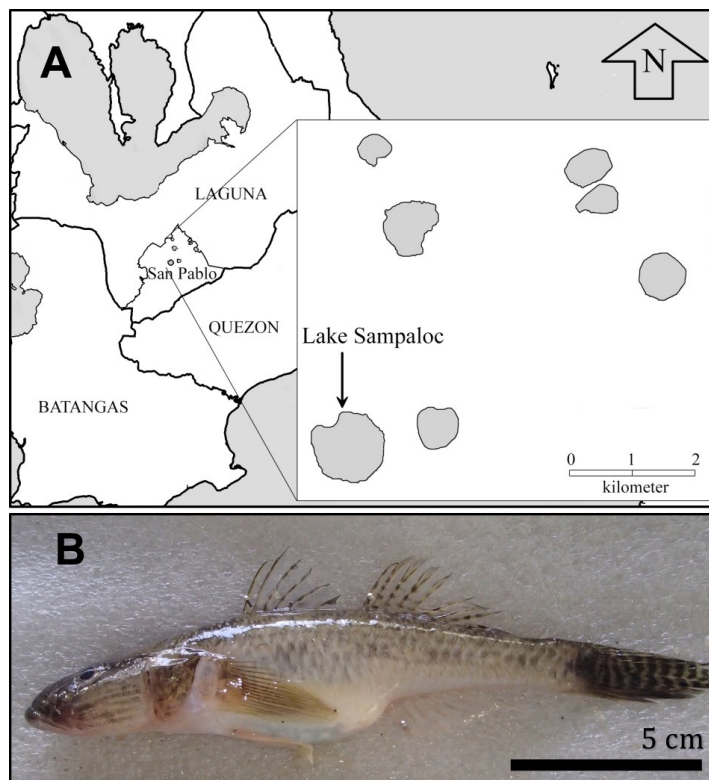 A
N
LAGUNA
San Pablo
QUEZON
BATANGAS
Lake Sampaloc
0 1 2
kilometer
B
5 cm